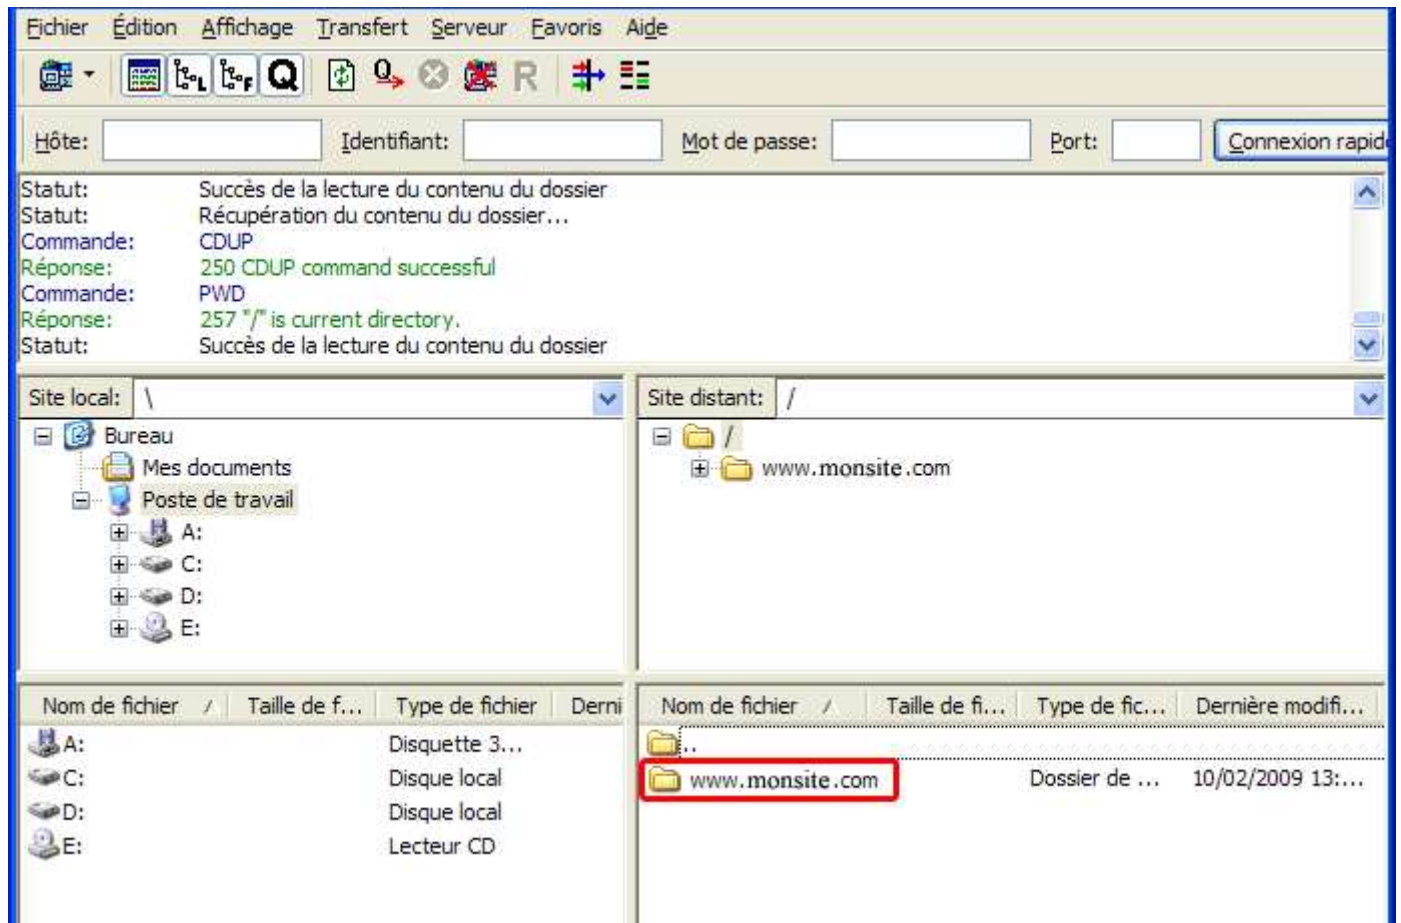 Fichier Édition Affichage Transfert Serveur Favoris Aide
L F Q Q R
Hôte: Identifiant: Mot de passe: Port: Connexion rapid
Statut: Succès de la lecture du contenu du dossier
Statut: Récupération du contenu du dossier...
Commande: CDUP
Réponse: 250 CDUP command successful
Commande: PWD
Réponse: 257 "/" is current directory.
Statut: Succès de la lecture du contenu du dossier
Site local: \
Bureau
Mes documents
Poste de travail
A:
C:
D:
E:
Site distant: /
/
www.monsite.com
Nom de fichier Taille de f... Type de fichier Derni
A: Disquette 3...
C: Disque local
D: Disque local
E: Lecteur CD
Nom de fichier Taille de fi... Type de fic... Dernière modifi...
..
www.monsite.com Dossier de ... 10/02/2009 13:...